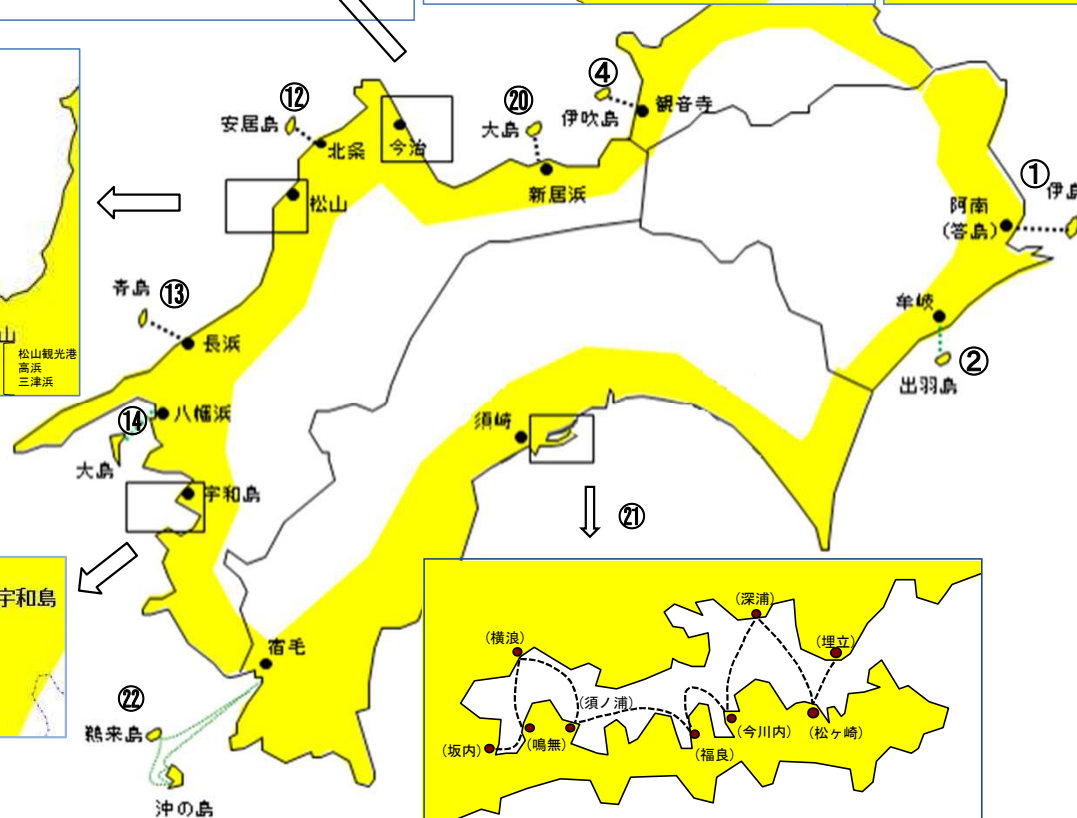 ④
観音寺
伊吹島
⑫
安居島
北条
今治
⑳
大島
新居浜
①
伊島
阿南
(答島)
松山
⑬
青島
長浜
牟岐
②
出羽島
山
松山観光港
高浜
三津浜
⑭
八幡浜
大島
須崎
㉑
宇和島
宇和島
宿毛
㉒
鵜来島
沖の島
(深浦)
(横浪)
(埋立)
(須ノ浦)
(坂内)
(鳴無)
(福良)
(今川内)
(松ヶ崎)